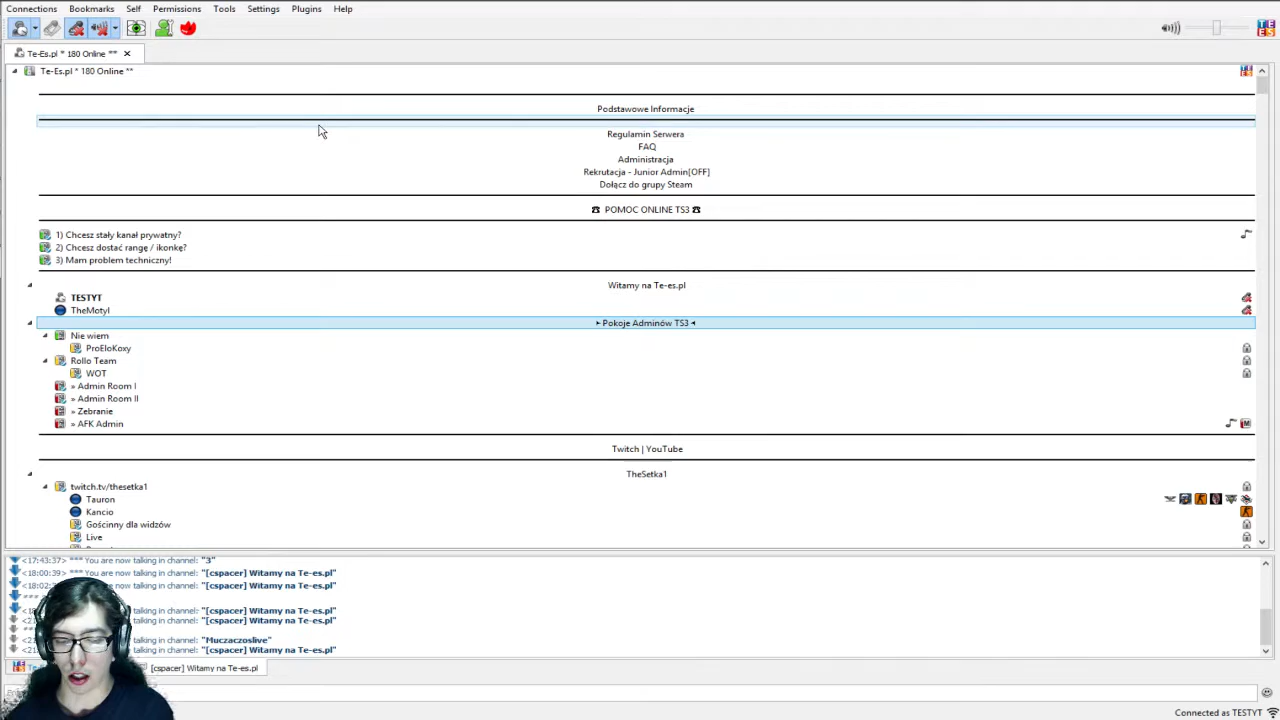 Connections Bookmarks Self Permissions Tools Settings Plugins Help
Te-Es.pl * 180 Online **
Te-Es.pl * 180 Online **
Podstawowe Informacje
Regulamin Serwera
FAQ
Administracja
Rekrutacja - Junior Admin[OFF]
Dołącz do grupy Steam
☎ POMOC ONLINE TS3 ☎
1) Chcesz stały kanał prywatny?
2) Chcesz dostać rangę / ikonkę?
3) Mam problem techniczny!
Witamy na Te-es.pl
TESTYT
TheMotyl
▸ Pokoje Adminów TS3 ◂
Nie wiem
ProEloKoxy
Rollo Team
WOT
» Admin Room I
» Admin Room II
» Zebranie
» AFK Admin
Twitch | YouTube
TheSetka1
twitch.tv/thesetka1
Tauron
Kancio
Gościnny dla widzów
Live
<17:43:37> *** You are now talking in channel: "3"
<18:00:39> *** You are now talking in channel: "[cspacer] Witamy na Te-es.pl"
<18:02: talking in channel: "[cspacer] Witamy na Te-es.pl"
talking in channel: "[cspacer] Witamy na Te-es.pl"
talking in channel: "[cspacer] Witamy na Te-es.pl"
talking in channel: "Muczaczoslive"
talking in channel: "[cspacer] Witamy na Te-es.pl"
[cspacer] Witamy na Te-es.pl
Connected as TESTYT